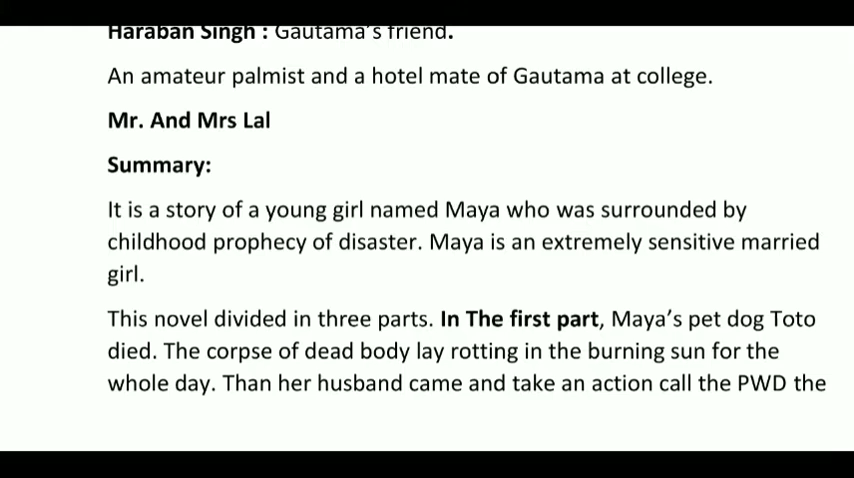 Haraban Singh : Gautama's friend.
An amateur palmist and a hotel mate of Gautama at college.
Mr. And Mrs Lal
Summary:
It is a story of a young girl named Maya who was surrounded by
childhood prophecy of disaster. Maya is an extremely sensitive married
girl.
This novel divided in three parts. In The first part, Maya's pet dog Toto
died. The corpse of dead body lay rotting in the burning sun for the
whole day. Than her husband came and take an action call the PWD the